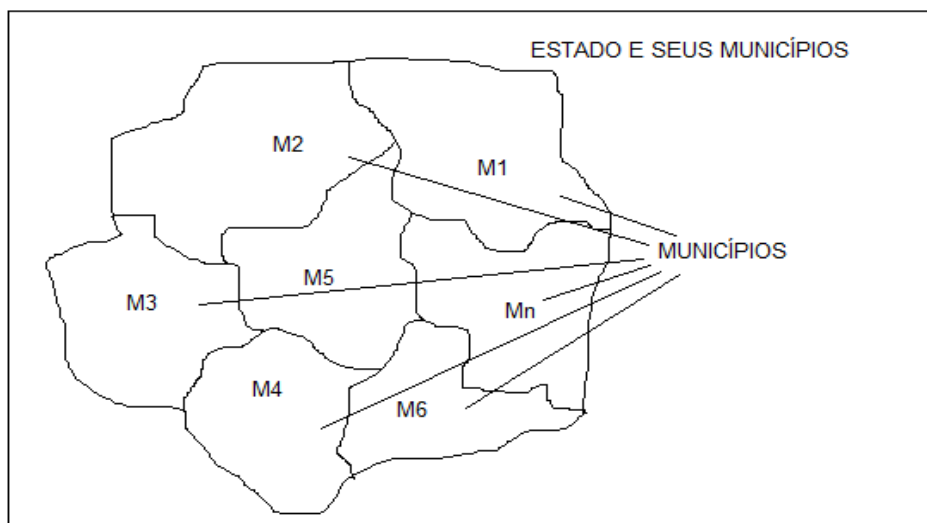 ESTADO E SEUS MUNICÍPIOS
M2
M1
MUNICÍPIOS
M5
M3
Mn
M4
M6